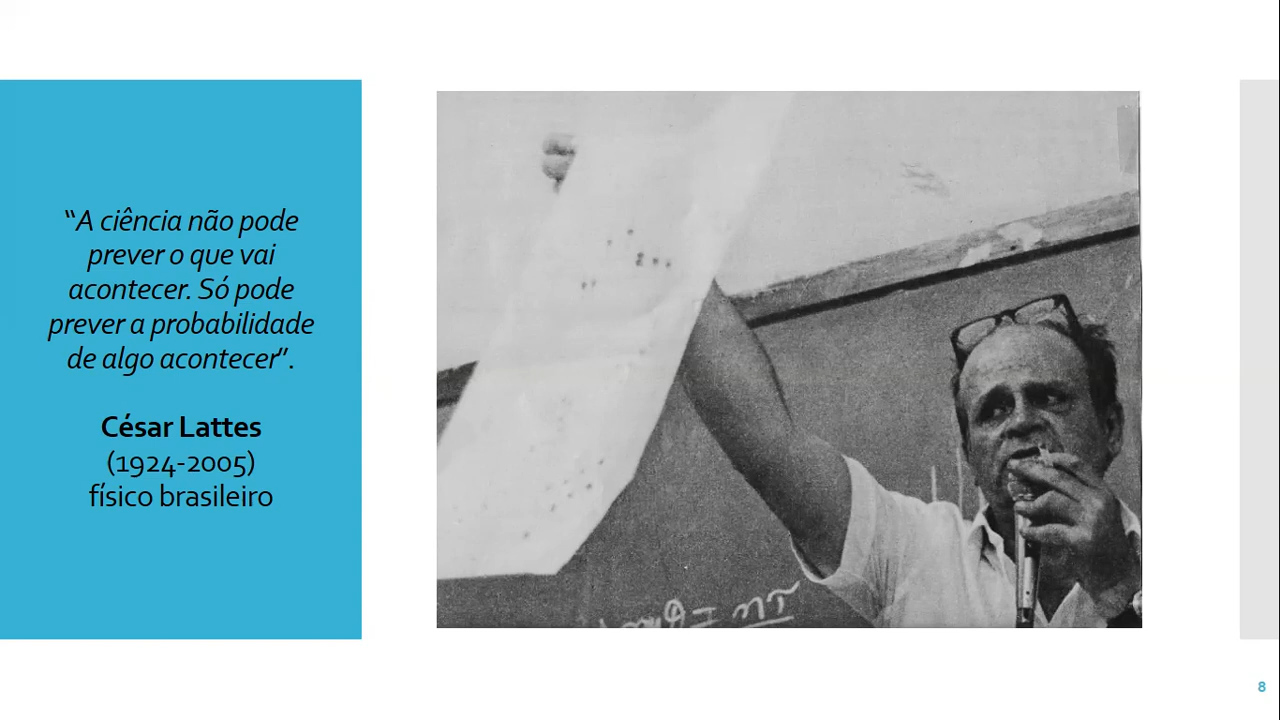 “A ciência não pode
prever o que vai
acontecer. Só pode
prever a probabilidade
de algo acontecer”.
César Lattes
(1924-2005)
físico brasileiro
8